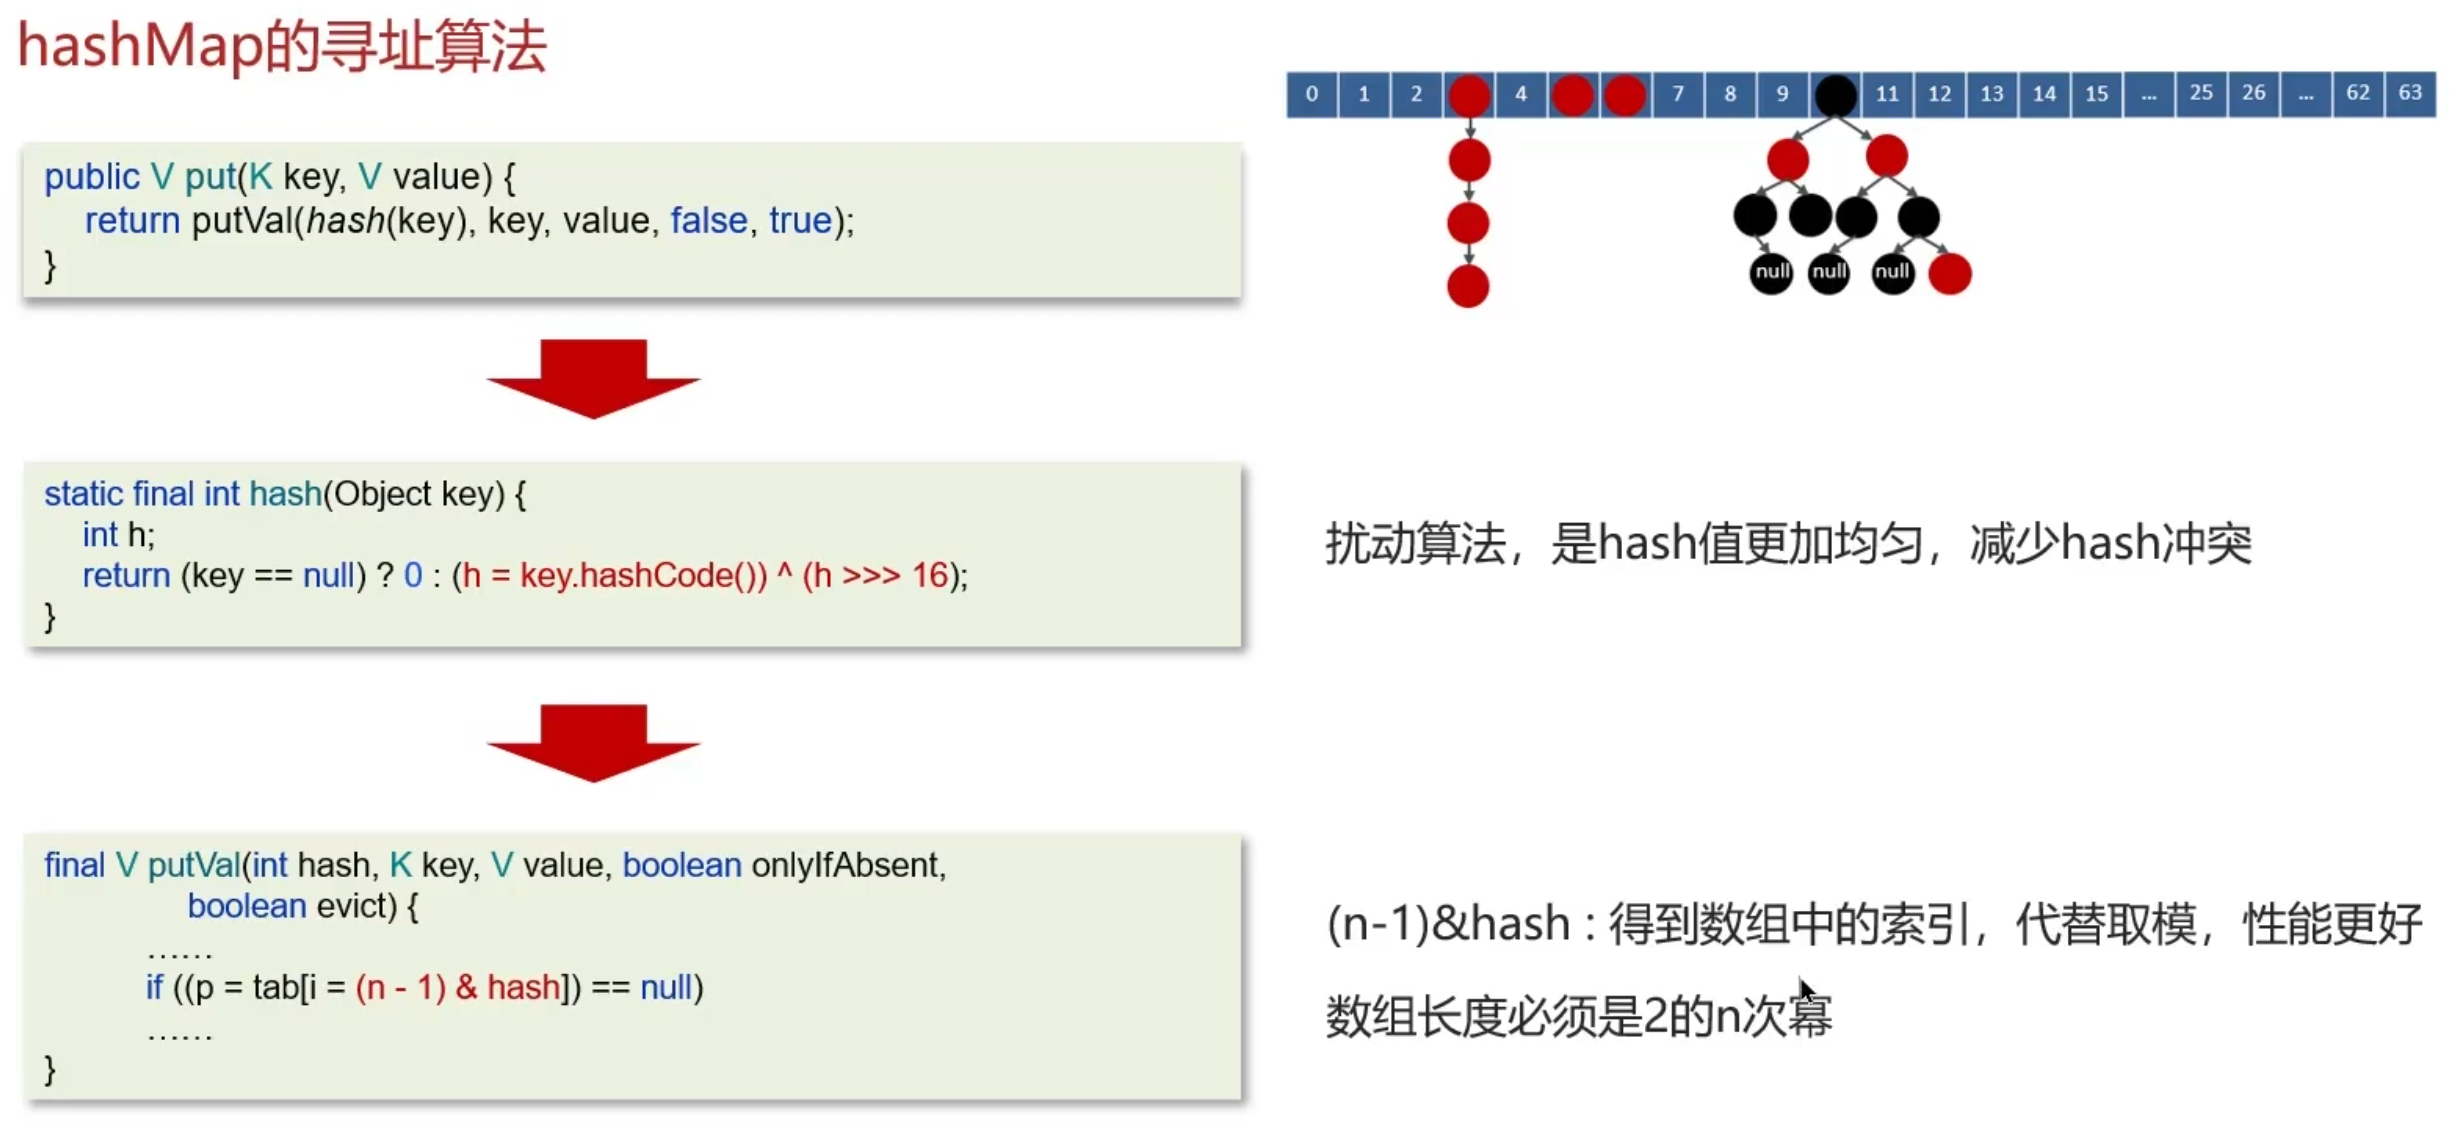 hashMap的寻址算法
0 1 2 4 7 8 9 11 12 13 14 15 ... 25 26 ... 62 63
null null null
public V put(K key, V value) {
return putVal(hash(key), key, value, false, true);
}
static final int hash(Object key) {
int h;
return (key == null) ? 0 : (h = key.hashCode()) ^ (h >>> 16);
}
扰动算法，是hash值更加均匀，减少hash冲突
final V putVal(int hash, K key, V value, boolean onlyIfAbsent,
boolean evict) {
……
if ((p = tab[i = (n - 1) & hash]) == null)
……
}
(n-1)&hash : 得到数组中的索引，代替取模，性能更好
数组长度必须是2的n次幂